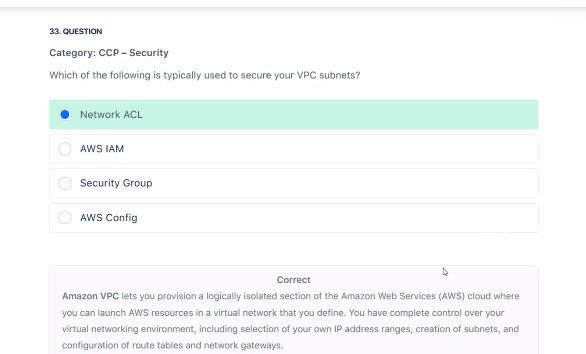 33. QUESTION
Category: CCP – Security
Which of the following is typically used to secure your VPC subnets?
Network ACL
AWS IAM
Security Group
AWS Config
Correct
Amazon VPC lets you provision a logically isolated section of the Amazon Web Services (AWS) cloud where
you can launch AWS resources in a virtual network that you define. You have complete control over your
virtual networking environment, including selection of your own IP address ranges, creation of subnets, and
configuration of route tables and network gateways.